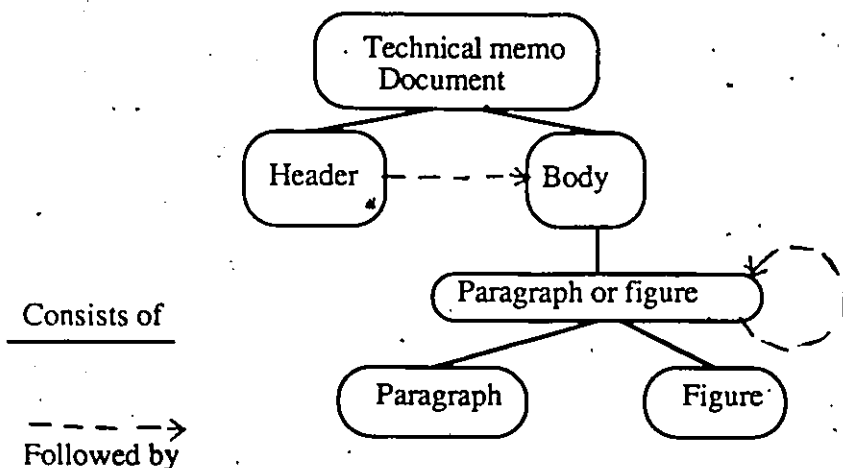 Technical memo
Document
Header
Body
Paragraph or figure
Consists of
Paragraph
Figure
Followed by